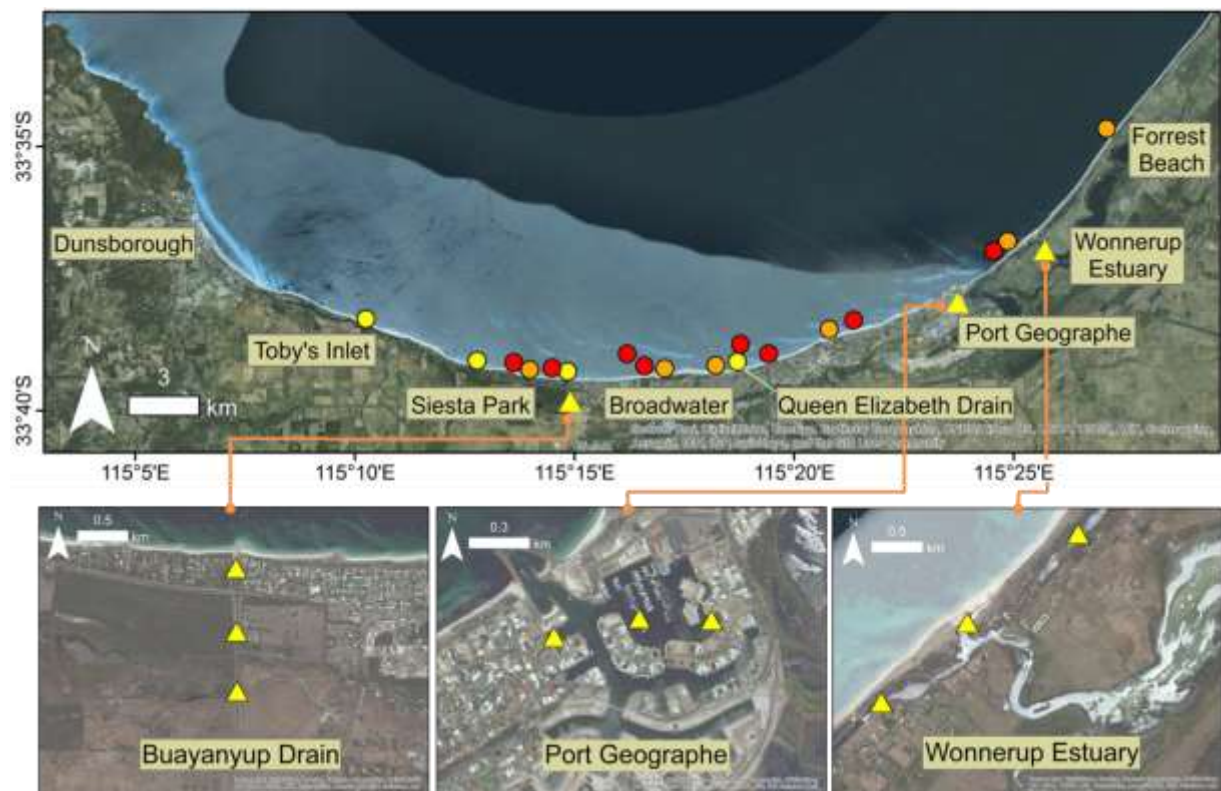 33°35'S
33°40'S
Dunsborough
Toby's Inlet
Siesta Park
Broadwater
Queen Elizabeth Drain
Port Geographe
Wonnerup
Estuary
Forrest
Beach
N
3
km
115°5'E
115°10'E
115°15'E
115°20'E
115°25'E
N
0.5
km
Buayanyup Drain
N
0.3
km
Port Geographe
N
km
Wonnerup Estuary